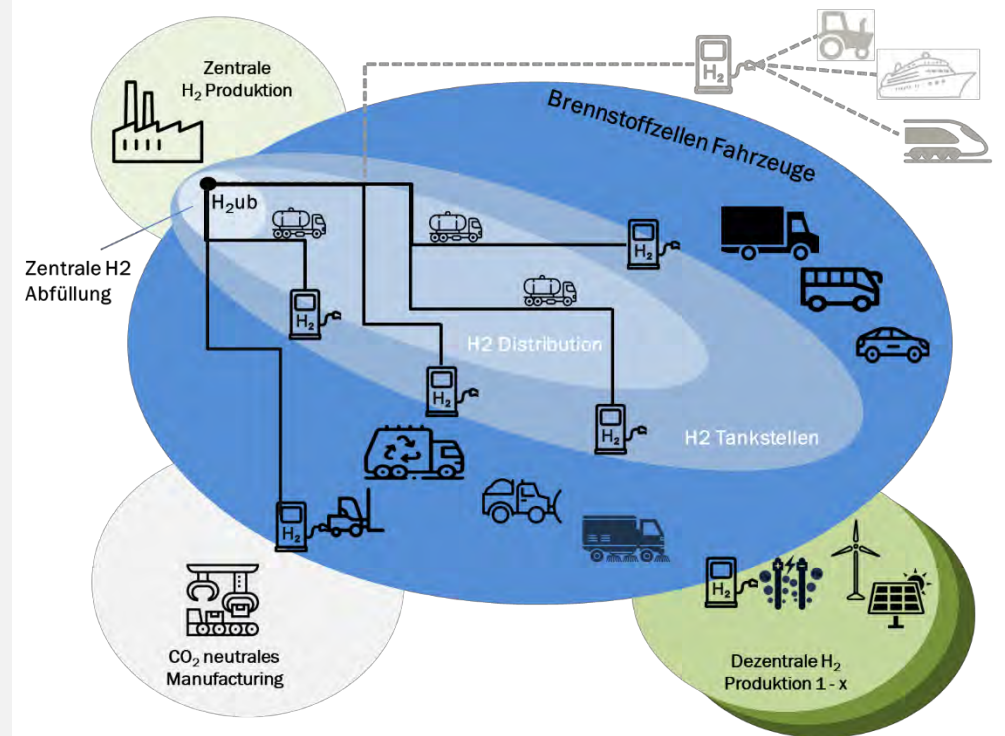 Zentrale
H₂ Produktion
H₂
Brennstoffzellen Fahrzeuge
H₂ub
Zentrale H2
Abfüllung
H₂
H₂
H2 Distribution
H₂
H₂
H2 Tankstellen
H₂
H₂
CO₂ neutrales
Manufacturing
Dezentrale H₂
Produktion 1 - x